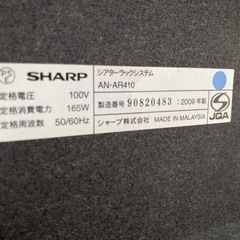 PS
E
SHARP
シアターラックシステム
AN-AR410
定格電圧 100V
定格消費電力 165W
定格周波数 50/60Hz
製造番号 90820483 : 2009 年製
シャープ株式会社 MADE IN MALAYSIA
JQA